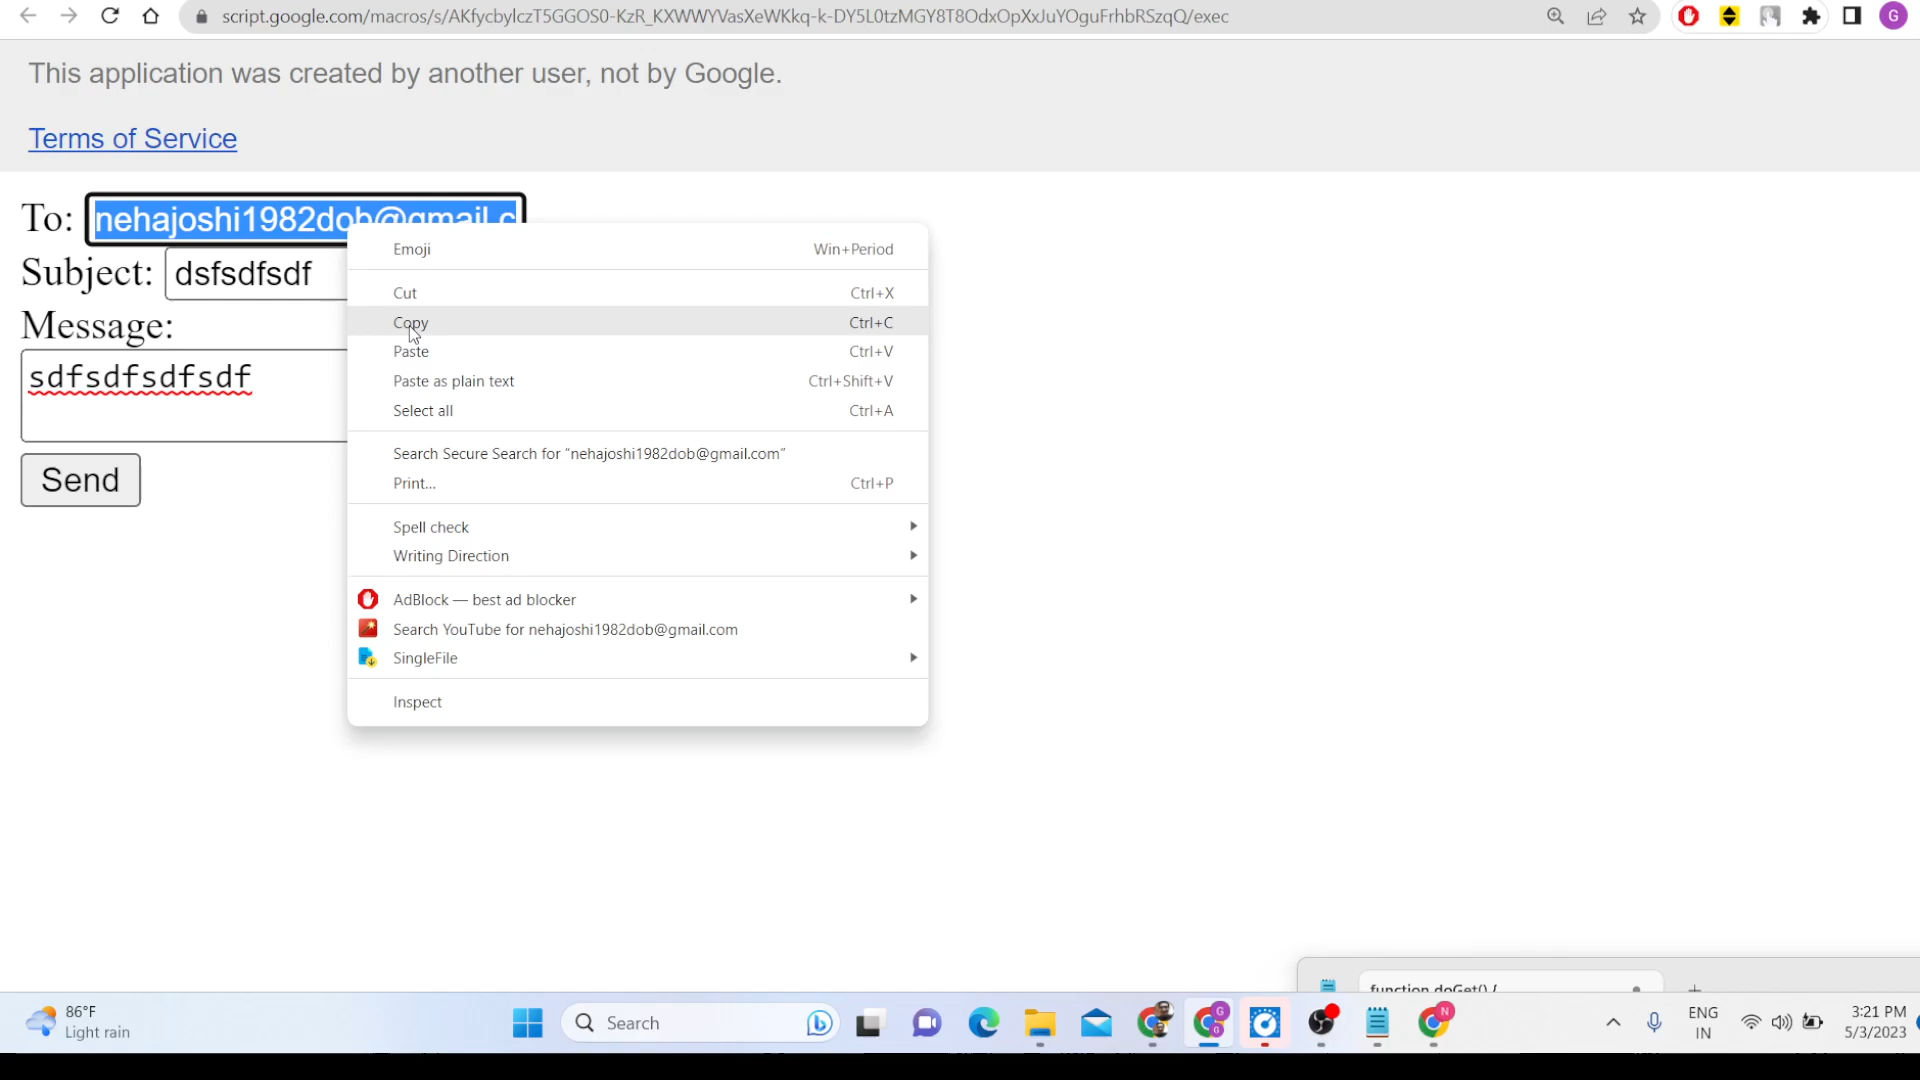 script.google.com/macros/s/AKfycbylczT5GGOS0-KzR_KXWWYVasXeWKkq-k-DY5L0tzMGY8T8OdxOpXxJuYOguFrhbRSzqQ/exec
G
This application was created by another user, not by Google.
Terms of Service
To: nehajoshi1982dob@gmail.c
Subject: dsfsdfsdf
Message:
sdfsdfsdfsdf
Send
Emoji Win+Period
Cut Ctrl+X
Copy Ctrl+C
Paste Ctrl+V
Paste as plain text Ctrl+Shift+V
Select all Ctrl+A
Search Secure Search for “nehajoshi1982dob@gmail.com”
Print... Ctrl+P
Spell check
Writing Direction
AdBlock — best ad blocker
Search YouTube for nehajoshi1982dob@gmail.com
SingleFile
Inspect
function doGet() {
86°F
Light rain
Search
G
G
N
ENG
IN
3:21 PM
5/3/2023